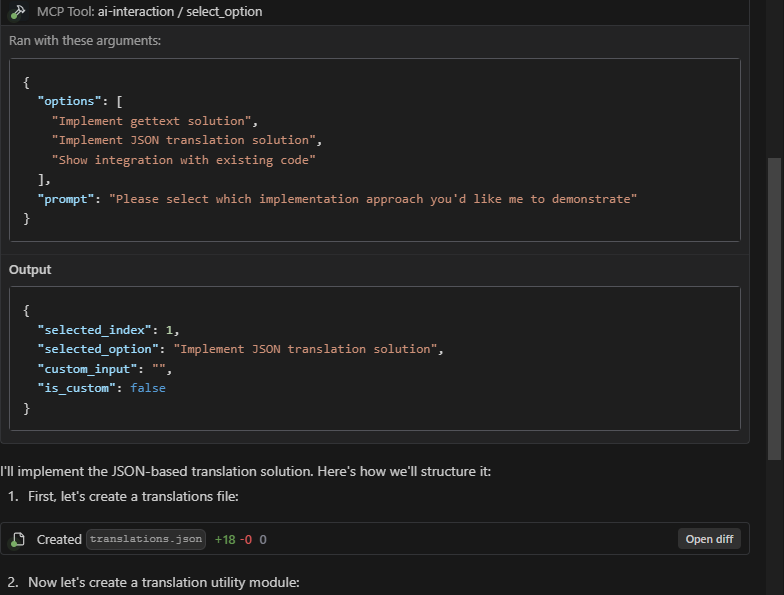 MCP Tool: ai-interaction / select_option
Ran with these arguments:
{
"options": [
"Implement gettext solution",
"Implement JSON translation solution",
"Show integration with existing code"
],
"prompt": "Please select which implementation approach you'd like me to demonstrate"
}
Output
{
"selected_index": 1,
"selected_option": "Implement JSON translation solution",
"custom_input": "",
"is_custom": false
}
I'll implement the JSON-based translation solution. Here's how we'll structure it:
1. First, let's create a translations file:
Created translations.json +18 -0 0 Open diff
2. Now let's create a translation utility module: